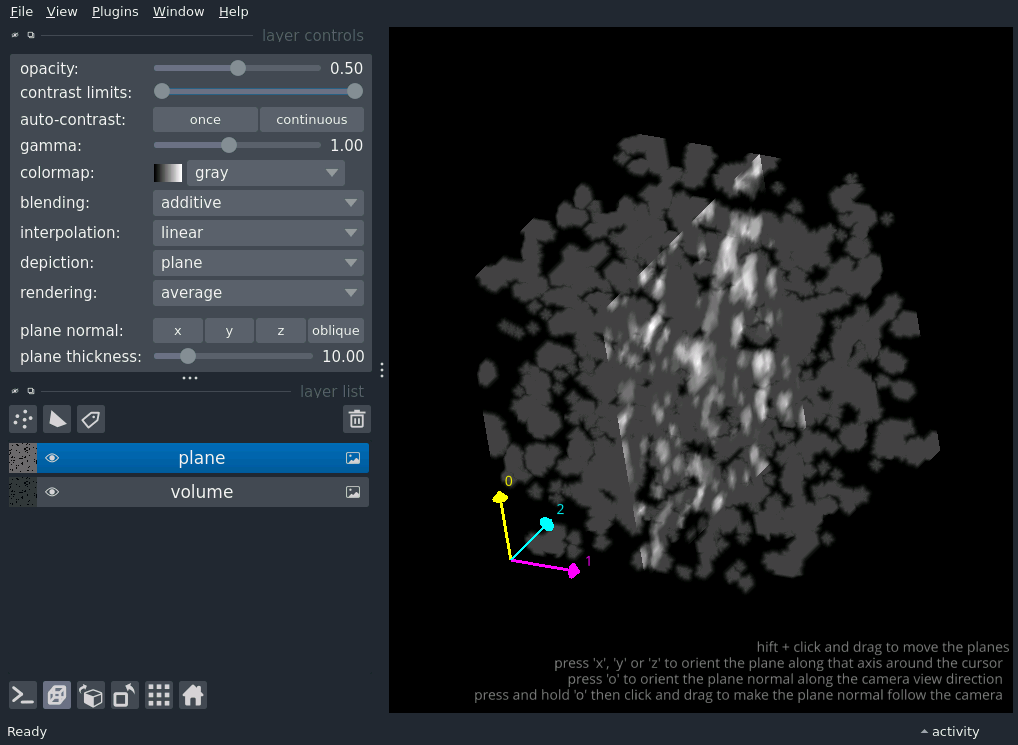 File View Plugins Window Help
layer controls
opacity: 0.50
contrast limits:
auto-contrast: once continuous
gamma: 1.00
colormap: gray
blending: additive
interpolation: linear
depiction: plane
rendering: average
plane normal: x y z oblique
plane thickness: 10.00
layer list
plane
volume
0
2
1
hift + click and drag to move the planes
press 'x', 'y' or 'z' to orient the plane along that axis around the cursor
press 'o' to orient the plane normal along the camera view direction
press and hold 'o' then click and drag to make the plane normal follow the camera
Ready activity